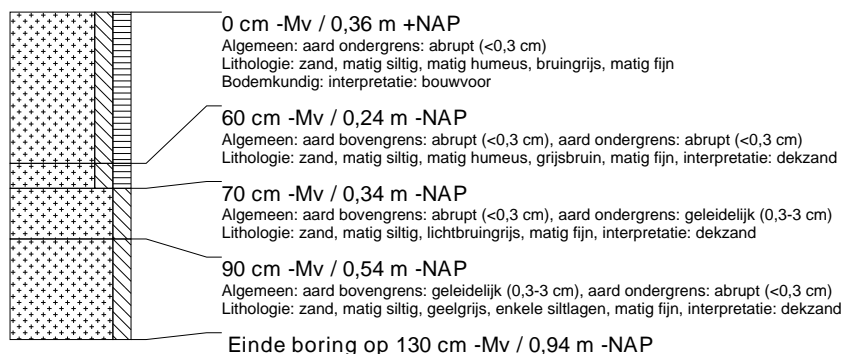 0 cm -Mv / 0,36 m +NAP
Algemeen: aard ondergrens: abrupt (<0,3 cm)
Lithologie: zand, matig siltig, matig humeus, bruingrijs, matig fijn
Bodemkundig: interpretatie: bouwvoor
60 cm -Mv / 0,24 m -NAP
Algemeen: aard bovengrens: abrupt (<0,3 cm), aard ondergrens: abrupt (<0,3 cm)
Lithologie: zand, matig siltig, matig humeus, grijsbruin, matig fijn, interpretatie: dekzand
70 cm -Mv / 0,34 m -NAP
Algemeen: aard bovengrens: abrupt (<0,3 cm), aard ondergrens: geleidelijk (0,3-3 cm)
Lithologie: zand, matig siltig, lichtbruingrijs, matig fijn, interpretatie: dekzand
90 cm -Mv / 0,54 m -NAP
Algemeen: aard bovengrens: geleidelijk (0,3-3 cm), aard ondergrens: abrupt (<0,3 cm)
Lithologie: zand, matig siltig, geelgrijs, enkele siltlagen, matig fijn, interpretatie: dekzand
Einde boring op 130 cm -Mv / 0,94 m -NAP